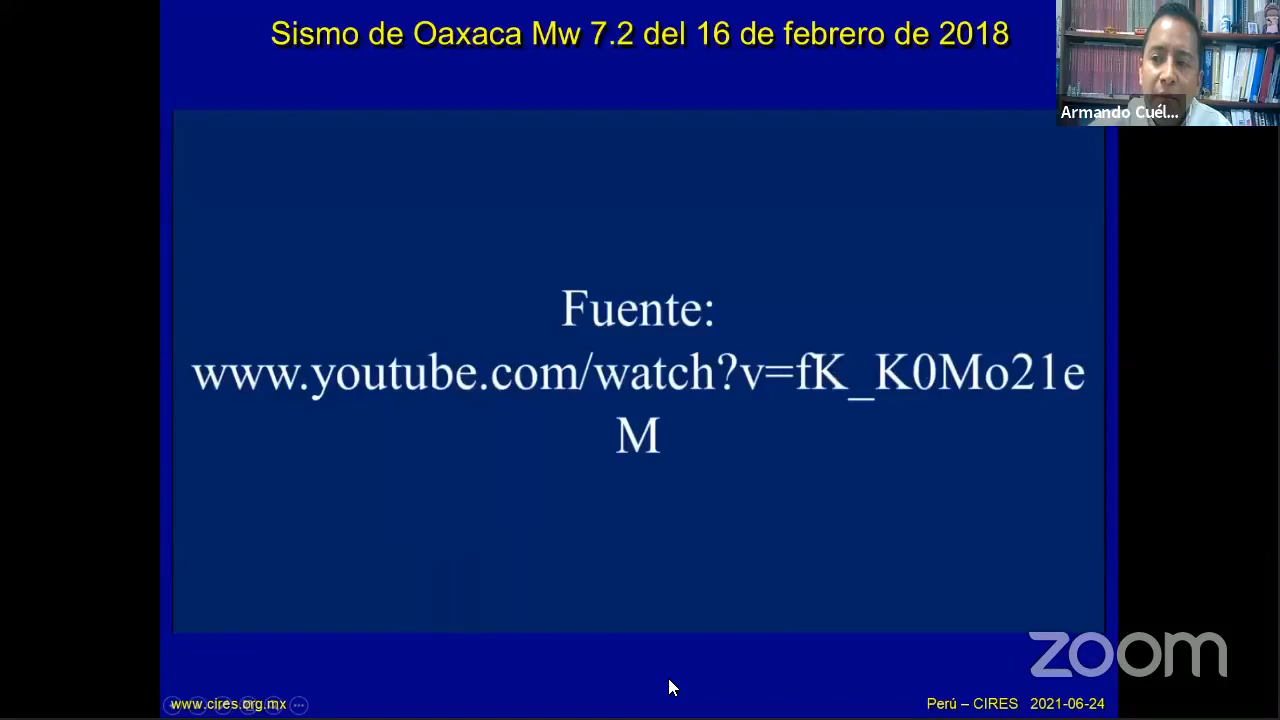 Sismo de Oaxaca Mw 7.2 del 16 de febrero de 2018
Armando Cuél...
Fuente:
www.youtube.com/watch?v=fK_K0Mo21e
M
zoom
www.cires.org.mx
Perú – CIRES 2021-06-24